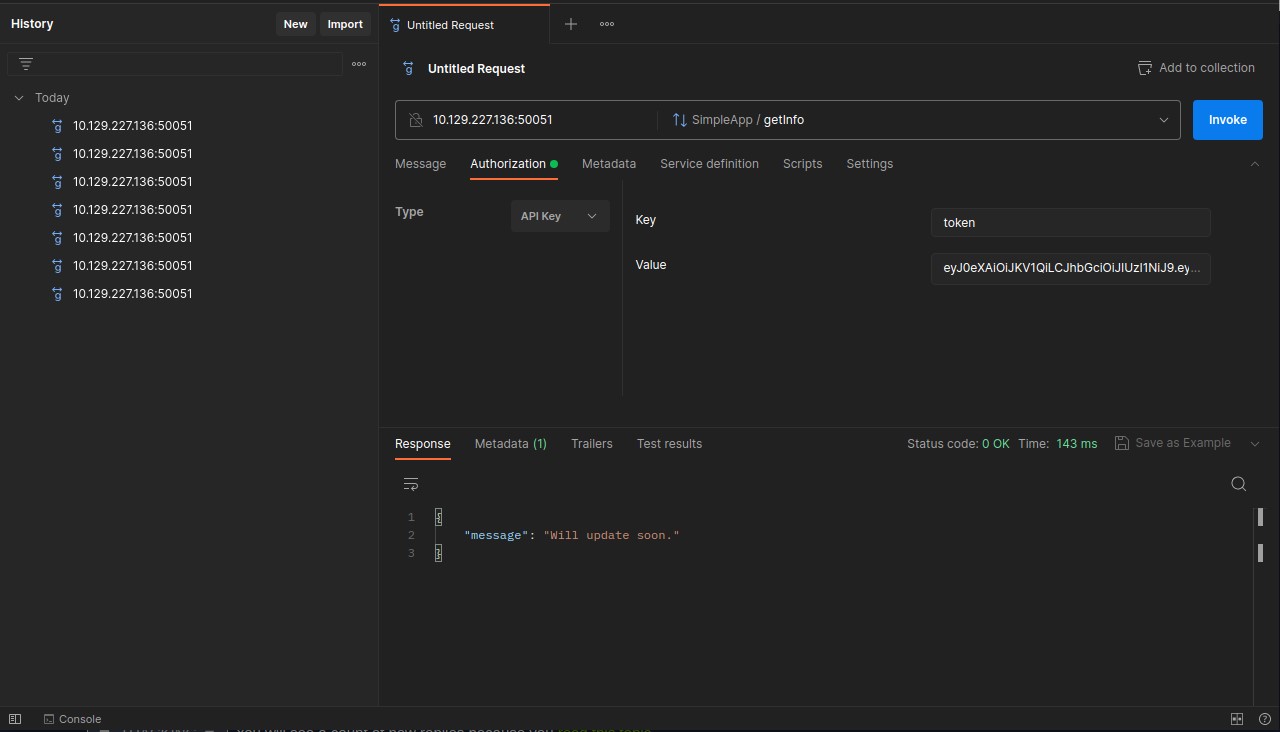 History
New
Import
Untitled Request
Untitled Request
Add to collection
Today
10.129.227.136:50051
10.129.227.136:50051
10.129.227.136:50051
10.129.227.136:50051
10.129.227.136:50051
10.129.227.136:50051
10.129.227.136:50051
10.129.227.136:50051
SimpleApp / getInfo
Invoke
Message Authorization Metadata Service definition Scripts Settings
Type
API Key
Key
token
Value
eyJ0eXAiOiJKV1QiLCJhbGciOiJIUzI1NiJ9.ey...
Response Metadata (1) Trailers Test results
Status code: 0 OK Time: 143 ms Save as Example
1 {
2 "message": "Will update soon."
3 }
Console